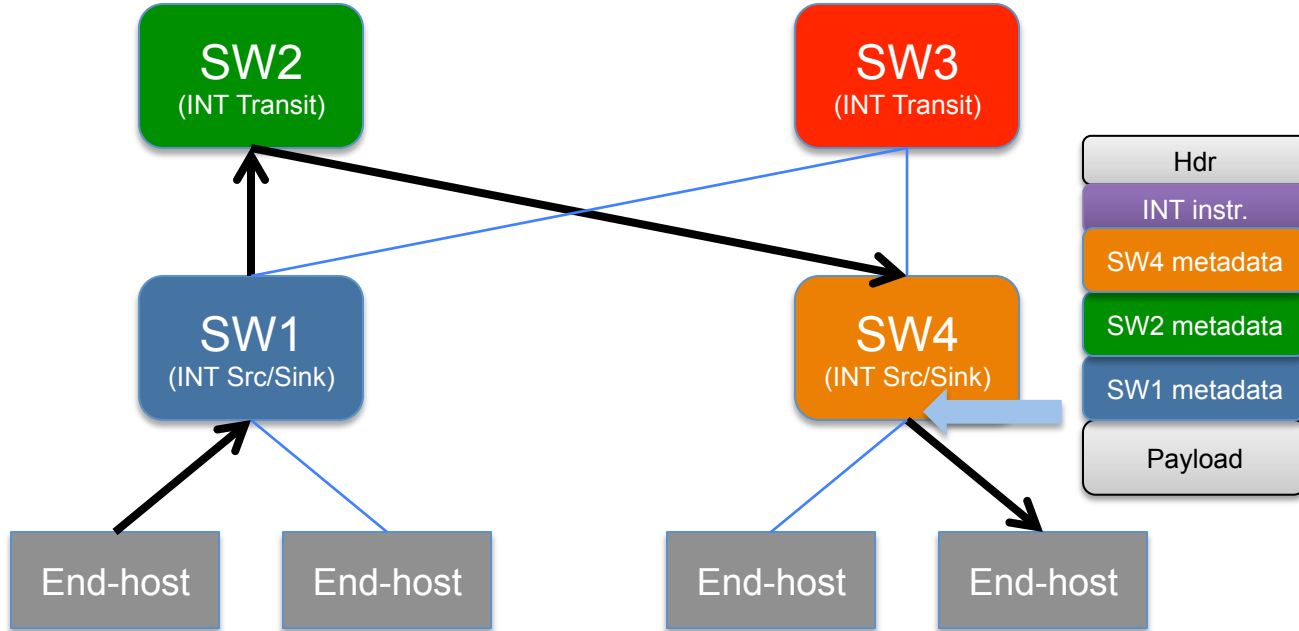 SW2
(INT Transit)
SW3
(INT Transit)
Hdr
INT instr.
SW4 metadata
SW2 metadata
SW1 metadata
Payload
SW1
(INT Src/Sink)
SW4
(INT Src/Sink)
End-host
End-host
End-host
End-host